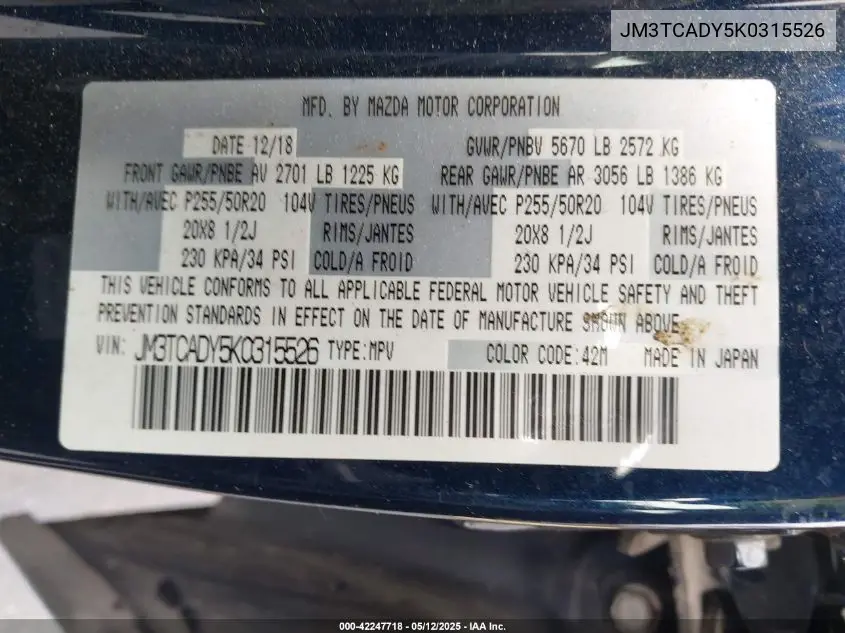 JM3TCADY5K0315526
MFD. BY MAZDA MOTOR CORPORATION
DATE 12/18 GVWR/PNBV 5670 LB 2572 KG
FRONT GAWR/PNBE AV 2701 LB 1225 KG REAR GAWR/PNBE AR 3056 LB 1386 KG
WITH/AVEC P255/50R20 104V TIRES/PNEUS WITH/AVEC P255/50R20 104V TIRES/PNEUS
20X8 1/2J RIMS/JANTES 20X8 1/2J RIMS/JANTES
230 KPA/34 PSI COLD/A FROID 230 KPA/34 PSI COLD/A FROID
THIS VEHICLE CONFORMS TO ALL APPLICABLE FEDERAL MOTOR VEHICLE SAFETY AND THEFT
PREVENTION STANDARDS IN EFFECT ON THE DATE OF MANUFACTURE SHOWN ABOVE.
VIN: JM3TCADY5K0315526 TYPE:MPV COLOR CODE:42M MADE IN JAPAN
000-42247718 - 05/12/2025 - IAA Inc.